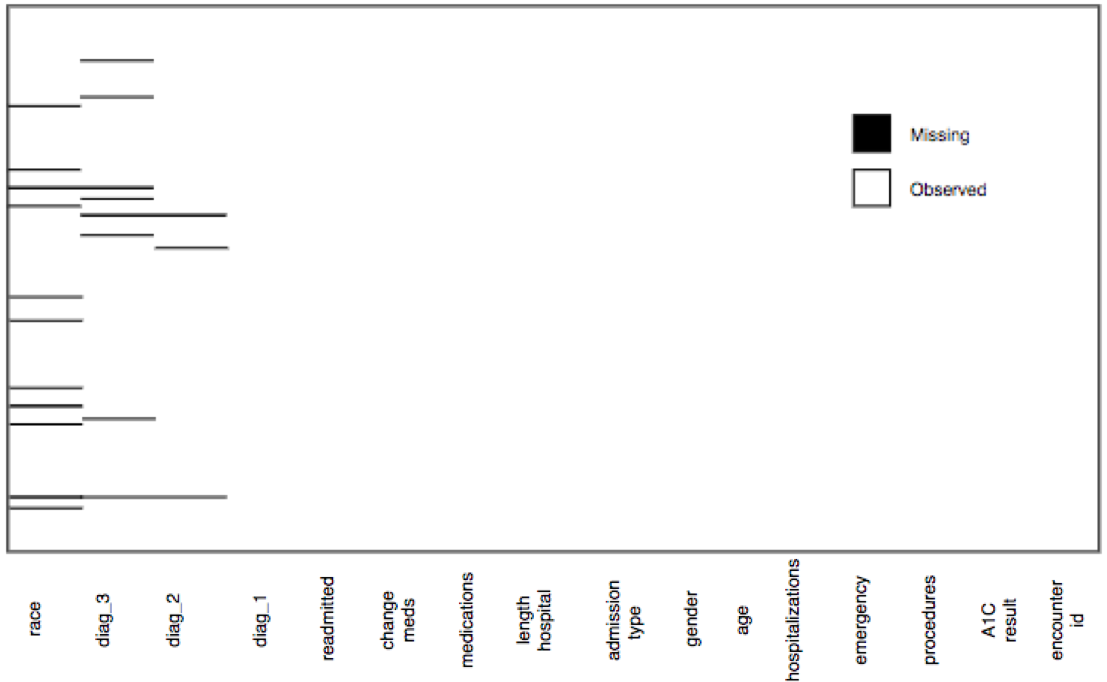 Missing
Observed
race
diag_3
diag_2
diag_1
readmitted
change
meds
medications
length
hospital
admission
type
gender
age
hospitalizations
emergency
procedures
A1C
result
encounter
id